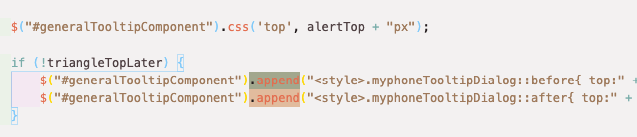 $("#generalTooltipComponent").css('top', alertTop + "px");
if (!triangleTopLater) {
$("#generalTooltipComponent").append("<style>.myphoneTooltipDialog::before{ top:" +
$("#generalTooltipComponent").append("<style>.myphoneTooltipDialog::after{ top:" +
}